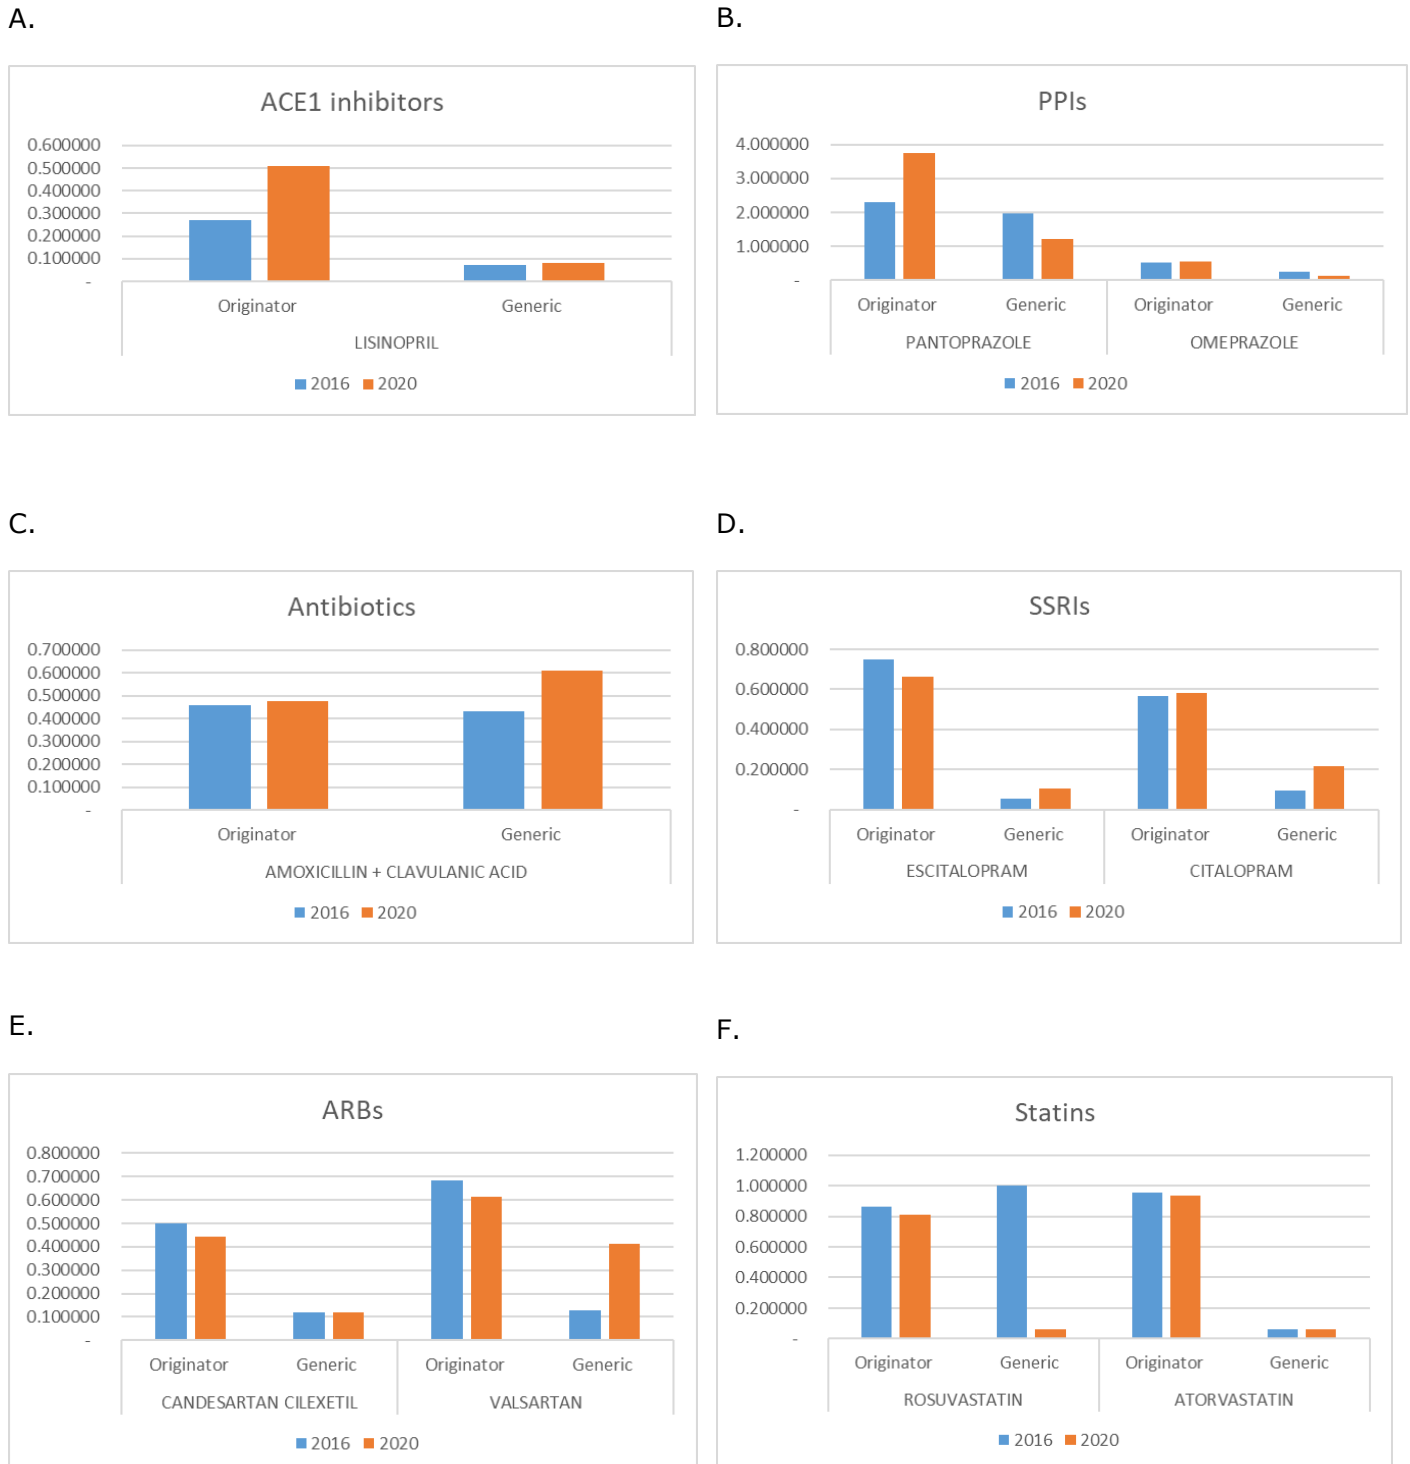 A.
ACE1 inhibitors
0.600000
0.500000
0.400000
0.300000
0.200000
0.100000
-
Originator
Generic
LISINOPRIL
2016 2020
B.
PPIs
4.000000
3.000000
2.000000
1.000000
-
Originator
Generic
Originator
Generic
PANTOPRAZOLE
OMEPRAZOLE
2016 2020
C.
Antibiotics
0.700000
0.600000
0.500000
0.400000
0.300000
0.200000
0.100000
-
Originator
Generic
AMOXICILLIN + CLAVULANIC ACID
2016 2020
D.
SSRIs
0.800000
0.600000
0.400000
0.200000
-
Originator
Generic
Originator
Generic
ESCITALOPRAM
CITALOPRAM
2016 2020
E.
ARBs
0.800000
0.700000
0.600000
0.500000
0.400000
0.300000
0.200000
0.100000
-
Originator
Generic
Originator
Generic
CANDESARTAN CILEXETIL
VALSARTAN
2016 2020
F.
Statins
1.200000
1.000000
0.800000
0.600000
0.400000
0.200000
-
Originator
Generic
Originator
Generic
ROSUVASTATIN
ATORVASTATIN
2016 2020